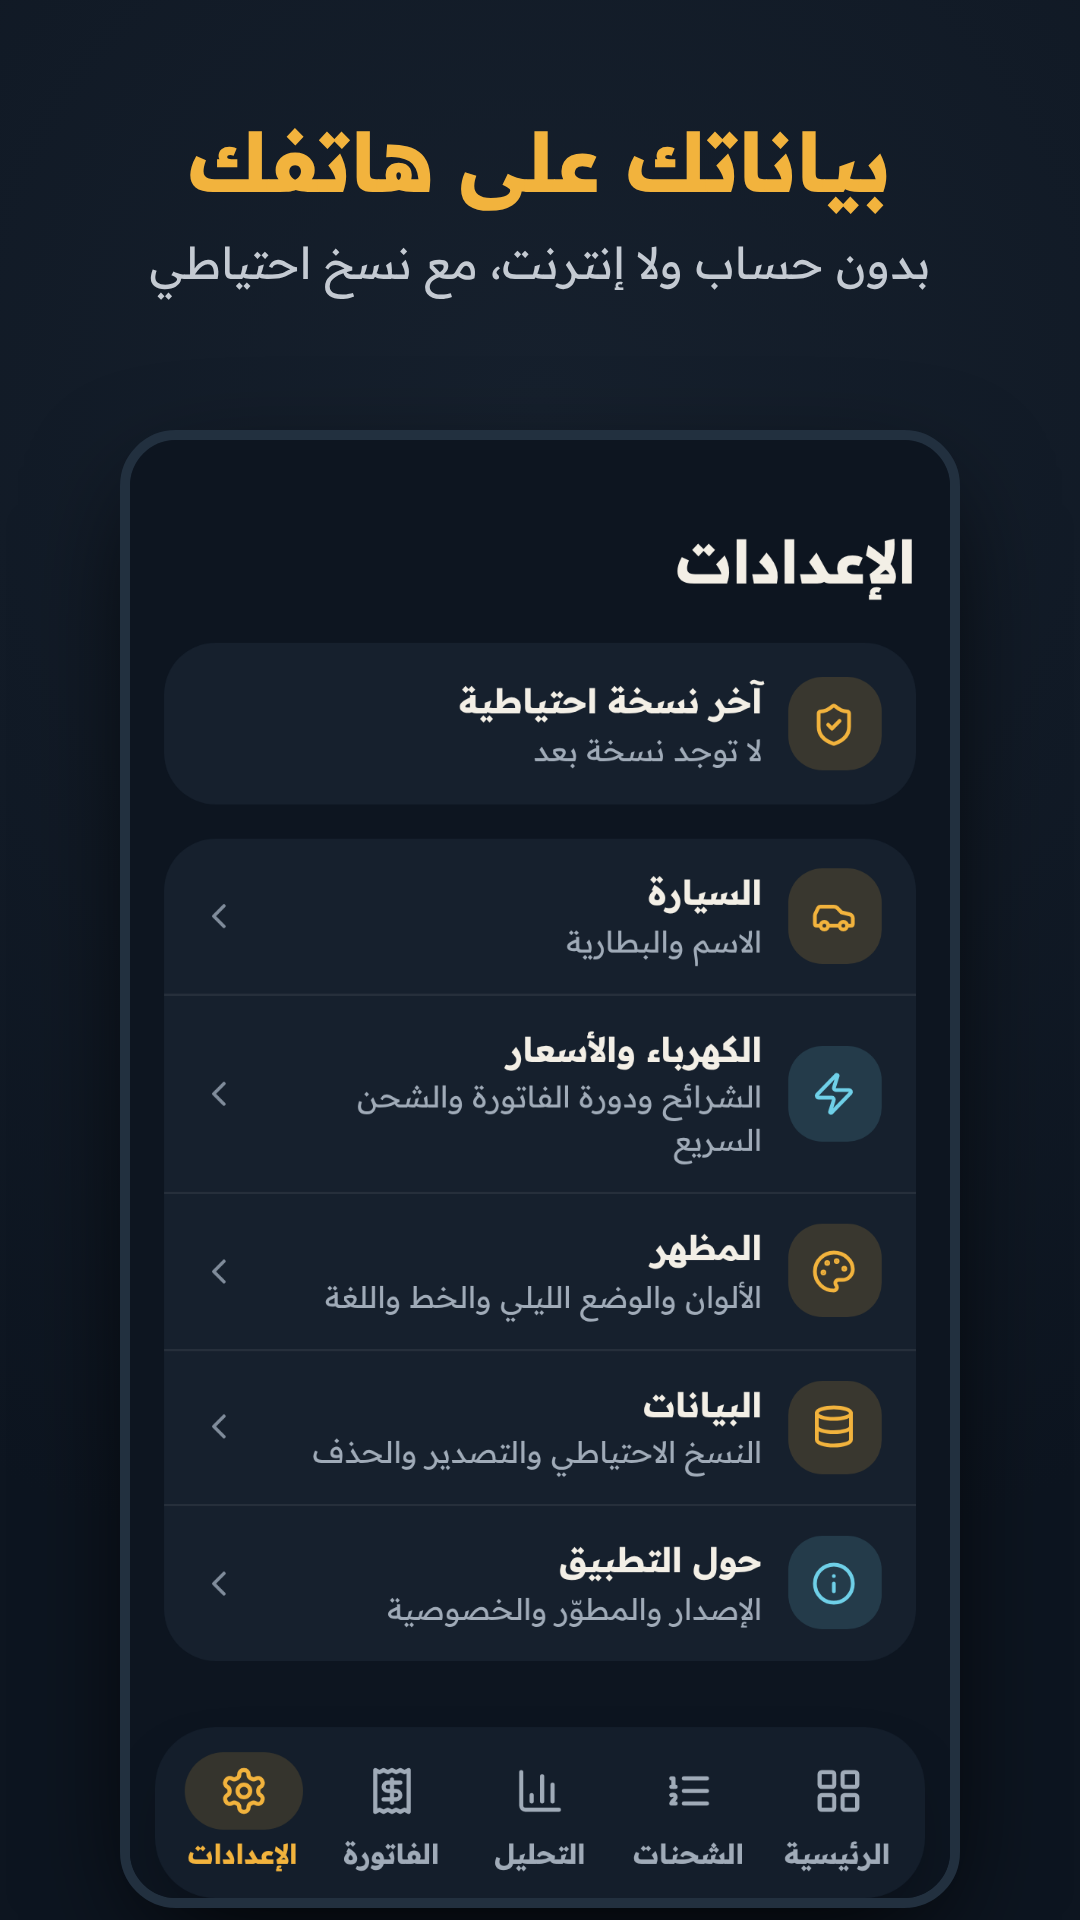 بياناتك على هاتفك
بدون حساب ولا إنترنت، مع نسخ احتياطي
الإعدادات
آخر نسخة احتياطية
لا توجد نسخة بعد
السيارة
الاسم والبطارية
الكهرباء والأسعار
الشرائح ودورة الفاتورة والشحن
السريع
المظهر
الألوان والوضع الليلي والخط واللغة
البيانات
النسخ الاحتياطي والتصدير والحذف
حول التطبيق
الإصدار والمطوّر والخصوصية
الرئيسية
الشحنات
التحليل
الفاتورة
الإعدادات